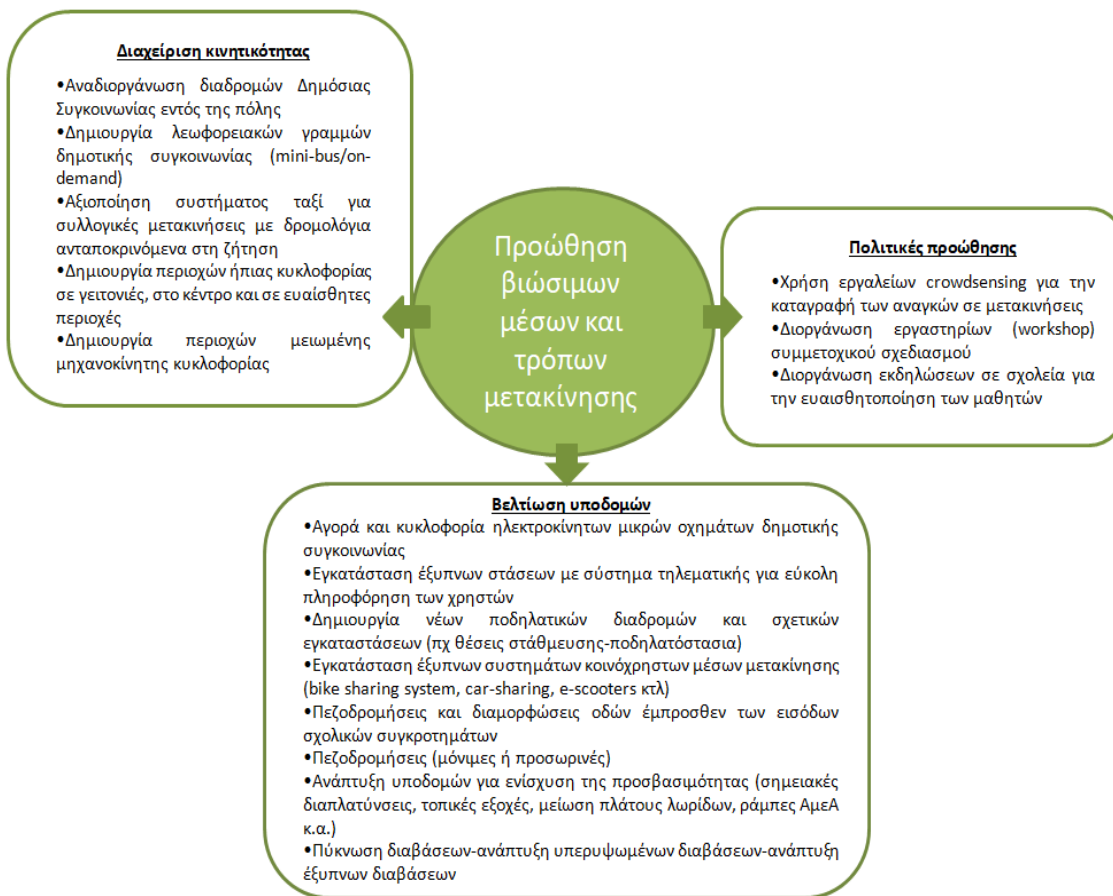 Διαχείριση κινητικότητας
•Αναδιοργάνωση διαδρομών Δημόσιας
Συγκοινωνίας εντός της πόλης
•Δημιουργία λεωφορειακών γραμμών
δημοτικής συγκοινωνίας (mini-bus/on-
demand)
•Αξιοποίηση συστήματος ταξί για
συλλογικές μετακινήσεις με δρομολόγια
ανταποκρινόμενα στη ζήτηση
•Δημιουργία περιοχών ήπιας κυκλοφορίας
σε γειτονιές, στο κέντρο και σε ευαίσθητες
περιοχές
•Δημιουργία περιοχών μειωμένης
μηχανοκίνητης κυκλοφορίας
Προώθηση
βιώσιμων
μέσων και
τρόπων
μετακίνησης
Πολιτικές προώθησης
•Χρήση εργαλείων crowdsensing για την
καταγραφή των αναγκών σε μετακινήσεις
•Διοργάνωση εργαστηρίων (workshop)
συμμετοχικού σχεδιασμού
•Διοργάνωση εκδηλώσεων σε σχολεία για
την ευαισθητοποίηση των μαθητών
Βελτίωση υποδομών
•Αγορά και κυκλοφορία ηλεκτροκίνητων μικρών οχημάτων δημοτικής
συγκοινωνίας
•Εγκατάσταση έξυπνων στάσεων με σύστημα τηλεματικής για εύκολη
πληροφόρηση των χρηστών
•Δημιουργία νέων ποδηλατικών διαδρομών και σχετικών
εγκαταστάσεων (πχ θέσεις στάθμευσης-ποδηλατόστασια)
•Εγκατάσταση έξυπνων συστημάτων κοινόχρηστων μέσων μετακίνησης
(bike sharing system, car-sharing, e-scooters κτλ)
•Πεζοδρομήσεις και διαμορφώσεις οδών έμπροσθεν των εισόδων
σχολικών συγκροτημάτων
•Πεζοδρομήσεις (μόνιμες ή προσωρινές)
•Ανάπτυξη υποδομών για ενίσχυση της προσβασιμότητας (σημειακές
διαπλατύνσεις, τοπικές εξοχές, μείωση πλάτους λωρίδων, ράμπες ΑμεΑ
κ.α.)
•Πύκνωση διαβάσεων-ανάπτυξη υπερυψωμένων διαβάσεων-ανάπτυξη
έξυπνων διαβάσεων